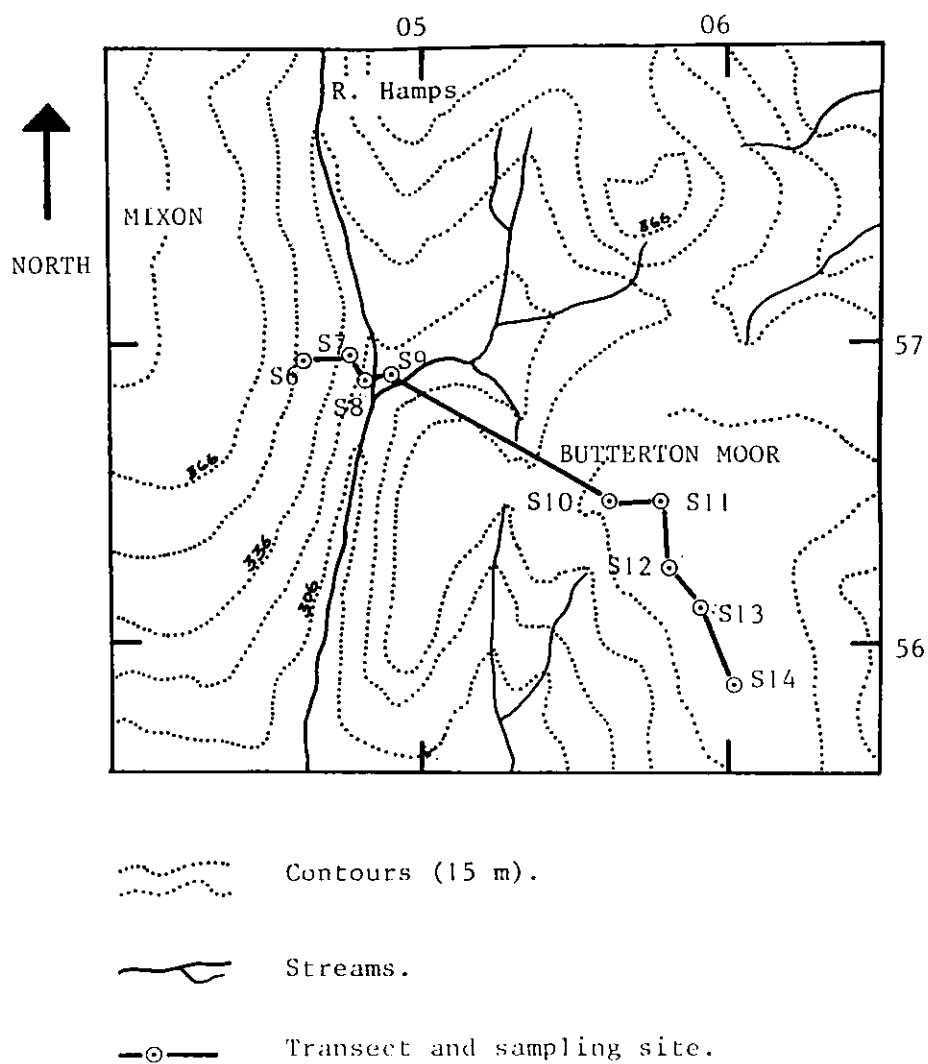 05 06
R. Hamps
366
MIXON
NORTH
57
S7
S9
S6
S8
BUTTERTON MOOR
366
S10
S11
336
S12
306
S13
56
S14
Contours (15 m).
Streams.
Transect and sampling site.